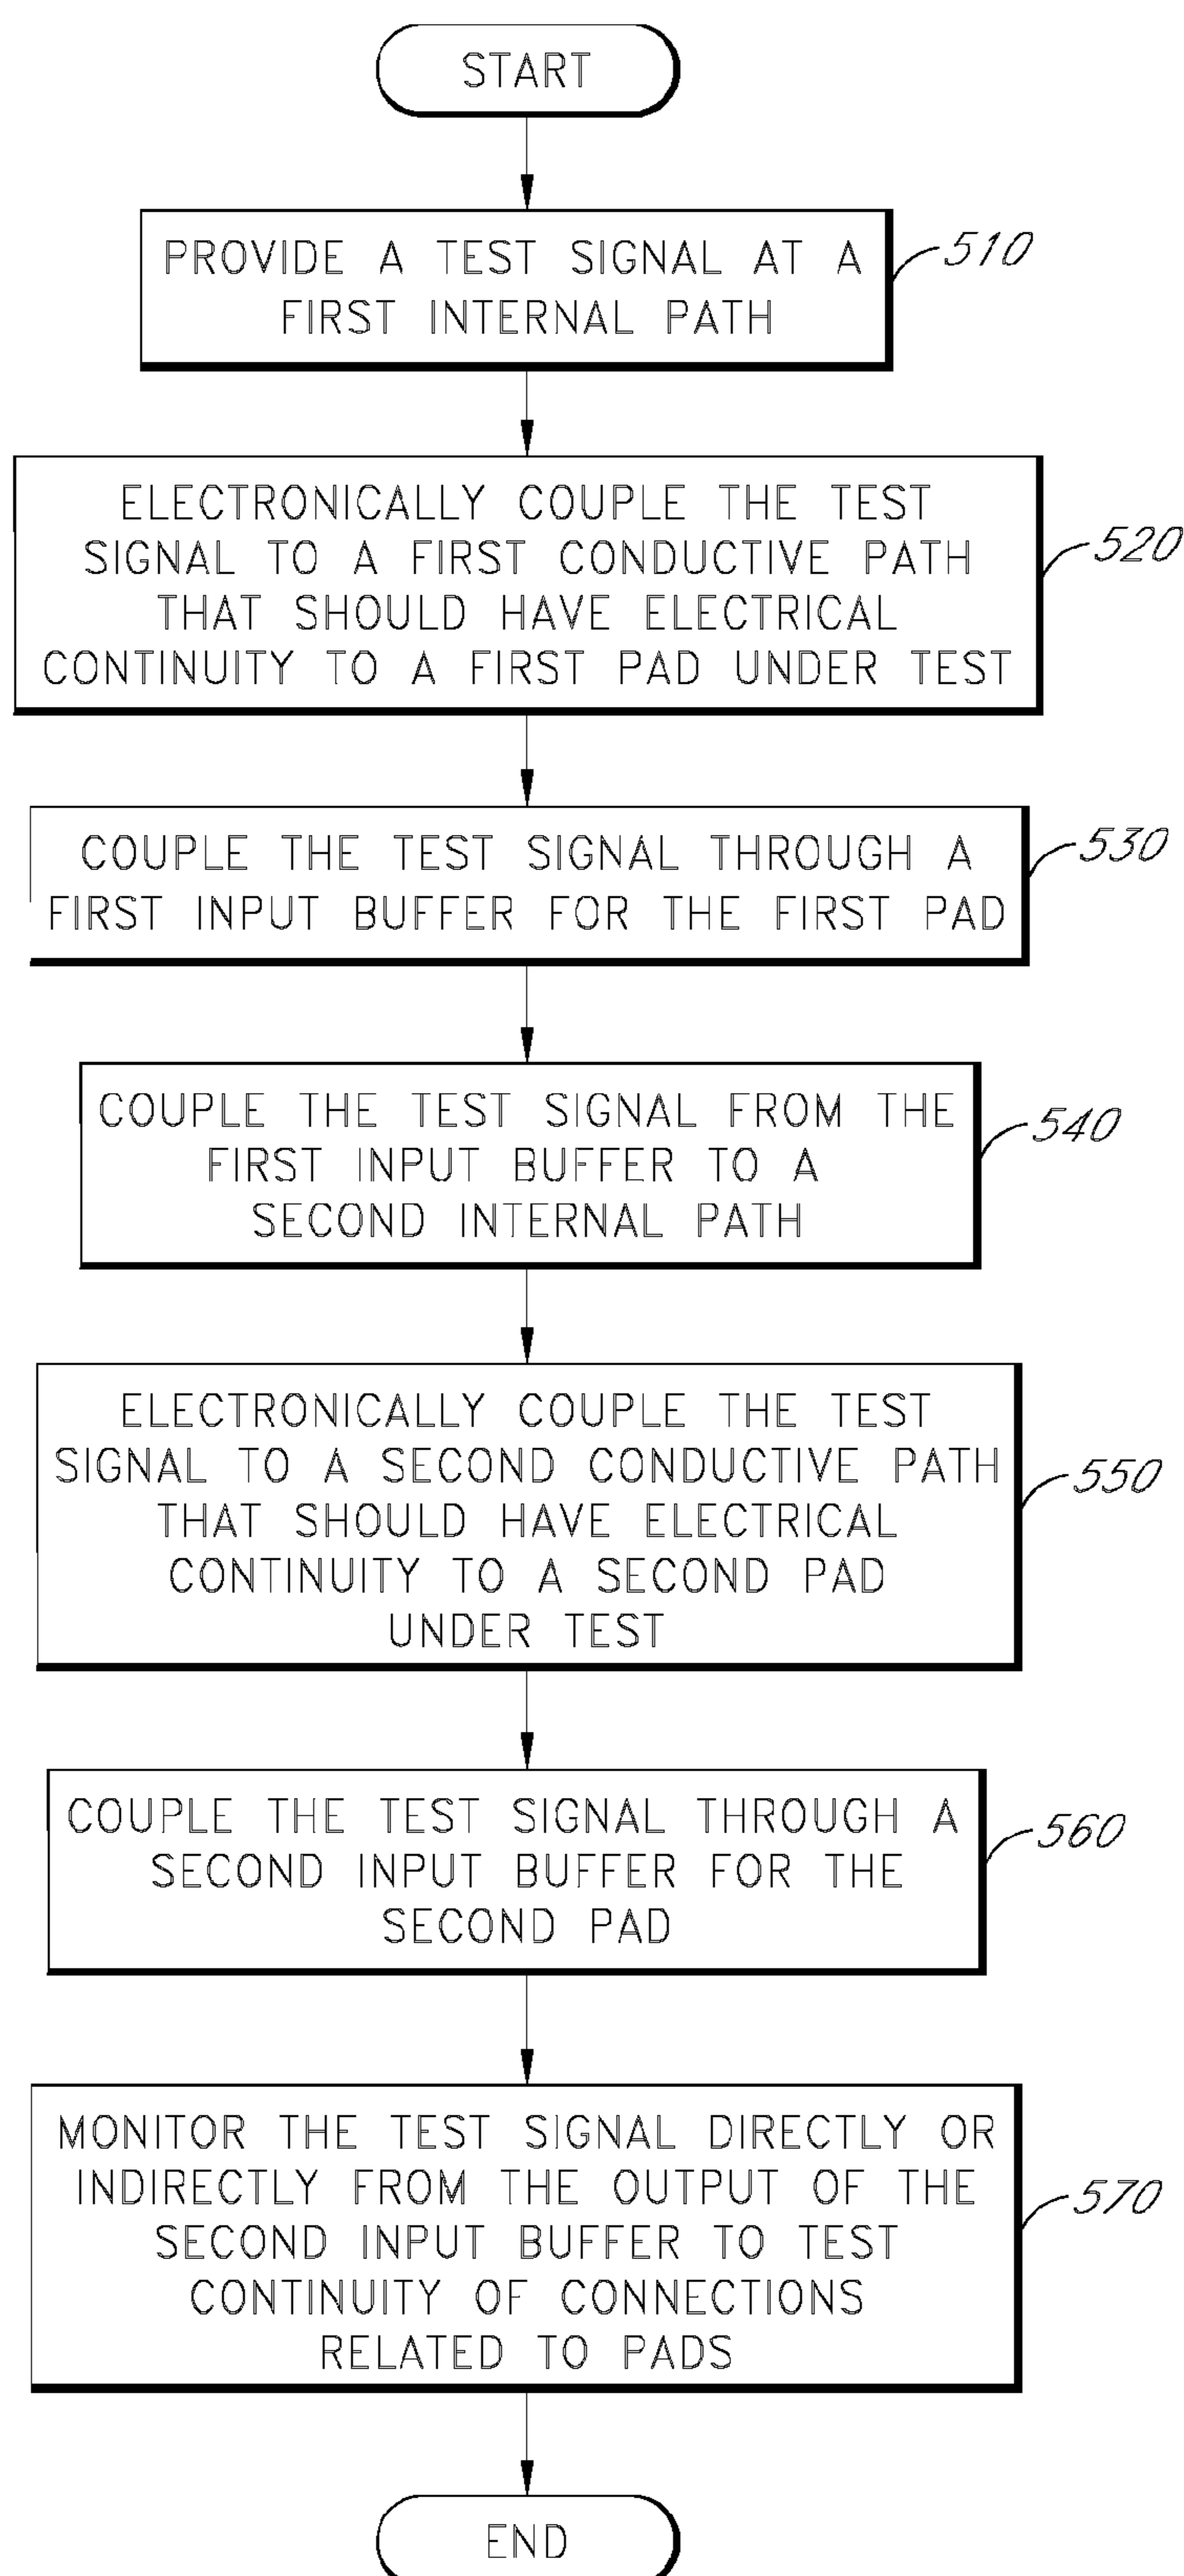 START
PROVIDE A TEST SIGNAL AT A
FIRST INTERNAL PATH
510
ELECTRONICALLY COUPLE THE TEST
SIGNAL TO A FIRST CONDUCTIVE PATH
THAT SHOULD HAVE ELECTRICAL
CONTINUITY TO A FIRST PAD UNDER TEST
520
COUPLE THE TEST SIGNAL THROUGH A
FIRST INPUT BUFFER FOR THE FIRST PAD
530
COUPLE THE TEST SIGNAL FROM THE
FIRST INPUT BUFFER TO A
SECOND INTERNAL PATH
540
ELECTRONICALLY COUPLE THE TEST
SIGNAL TO A SECOND CONDUCTIVE PATH
THAT SHOULD HAVE ELECTRICAL
CONTINUITY TO A SECOND PAD
UNDER TEST
550
COUPLE THE TEST SIGNAL THROUGH A
SECOND INPUT BUFFER FOR THE
SECOND PAD
560
MONITOR THE TEST SIGNAL DIRECTLY OR
INDIRECTLY FROM THE OUTPUT OF THE
SECOND INPUT BUFFER TO TEST
CONTINUITY OF CONNECTIONS
RELATED TO PADS
570
END